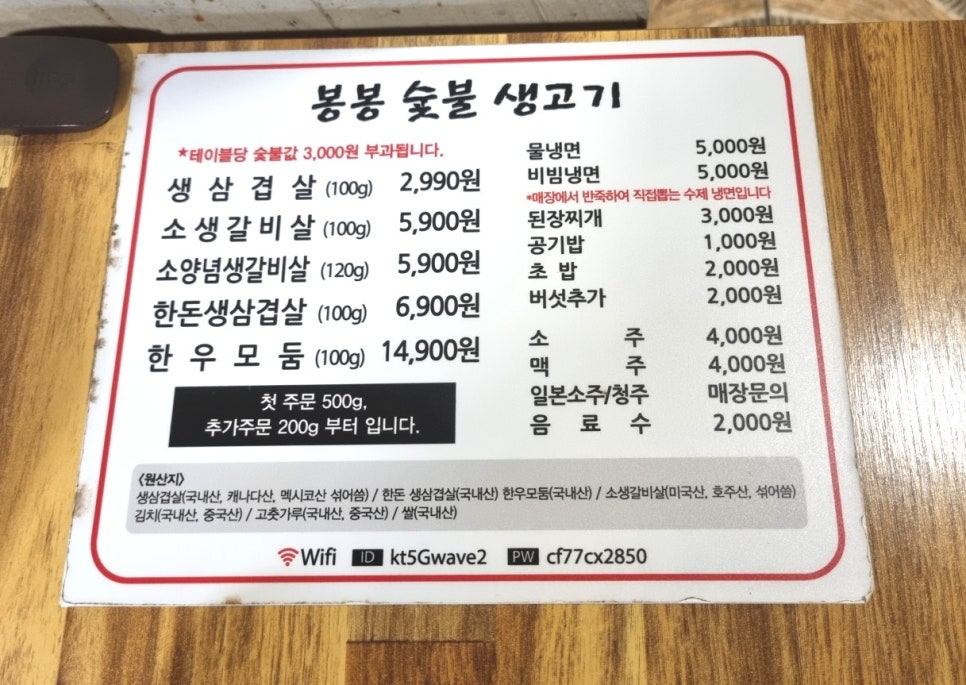 봉봉 숯불 생고기
★테이블당 숯불값 3,000원 부과됩니다.
생삼겹살 (100g) 2,990원
소생갈비살 (100g) 5,900원
소양념생갈비살 (120g) 5,900원
한돈생삼겹살 (100g) 6,900원
한우모둠 (100g) 14,900원
첫 주문 500g,
추가주문 200g 부터 입니다.
물냉면 5,000원
비빔냉면 5,000원
*매장에서 반죽하여 직접뽑는 수제 냉면입니다
된장찌개 3,000원
공기밥 1,000원
초밥 2,000원
버섯추가 2,000원
소주 4,000원
맥주 4,000원
일본소주/청주 매장문의
음료수 2,000원
〈원산지〉
생삼겹살(국내산, 캐나다산, 멕시코산 섞어씀) / 한돈 생삼겹살(국내산) 한우모둠(국내산) / 소생갈비살(미국산, 호주산, 섞어씀)
김치(국내산, 중국산) / 고춧가루(국내산, 중국산) / 쌀(국내산)
Wifi ID kt5Gwave2 PW cf77cx2850